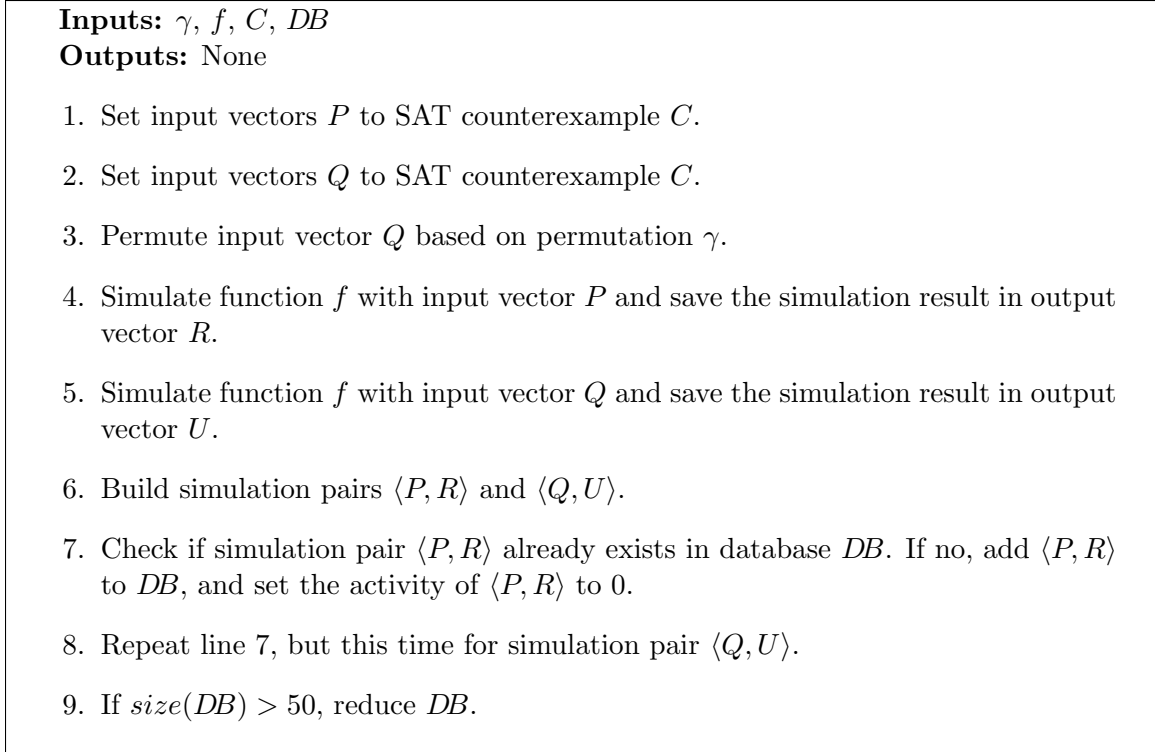 Inputs: γ, f, C, DB
Outputs: None
1. Set input vectors P to SAT counterexample C.
2. Set input vectors Q to SAT counterexample C.
3. Permute input vector Q based on permutation γ.
4. Simulate function f with input vector P and save the simulation result in output
vector R.
5. Simulate function f with input vector Q and save the simulation result in output
vector U.
6. Build simulation pairs ⟨P, R⟩ and ⟨Q, U⟩.
7. Check if simulation pair ⟨P, R⟩ already exists in database DB. If no, add ⟨P, R⟩
to DB, and set the activity of ⟨P, R⟩ to 0.
8. Repeat line 7, but this time for simulation pair ⟨Q, U⟩.
9. If size(DB) > 50, reduce DB.